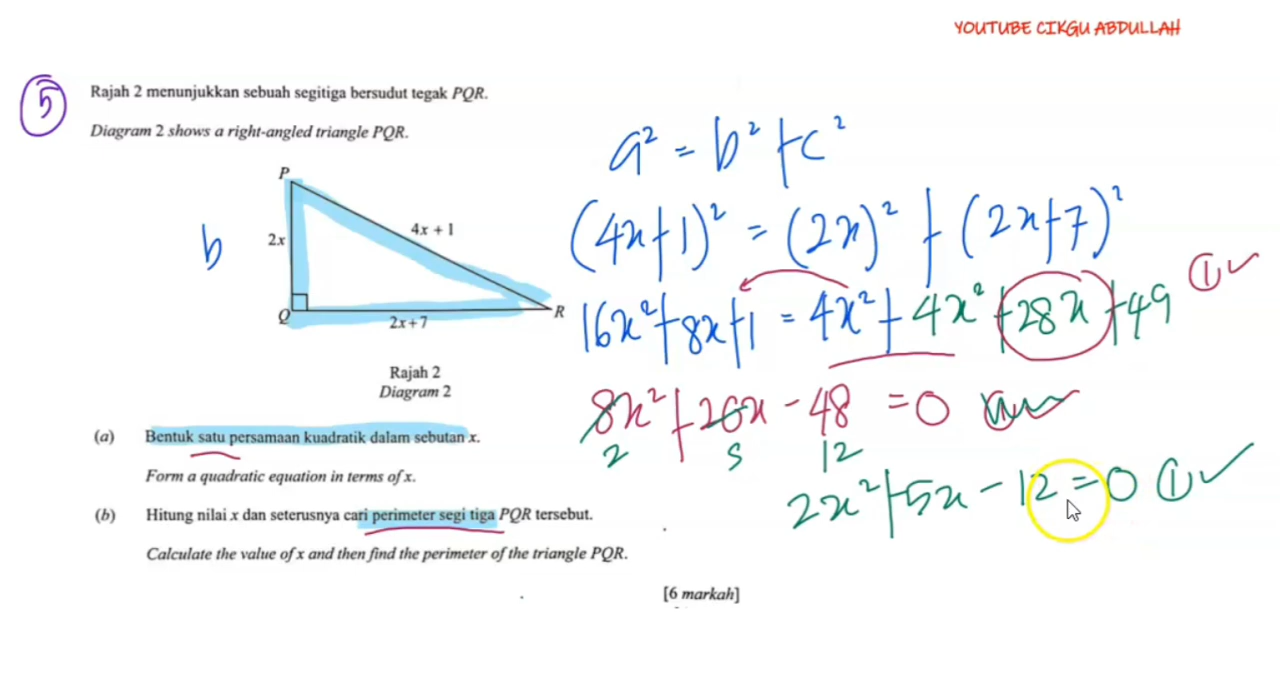 YOUTUBE CIKGU ABDULLAH
5
Rajah 2 menunjukkan sebuah segitiga bersudut tegak PQR.
Diagram 2 shows a right-angled triangle PQR.
P
2x
4x + 1
b
Q
2x+7
R
Rajah 2
Diagram 2
(a) Bentuk satu persamaan kuadratik dalam sebutan x.
Form a quadratic equation in terms of x.
(b) Hitung nilai x dan seterusnya cari perimeter segi tiga PQR tersebut.
Calculate the value of x and then find the perimeter of the triangle PQR.
[6 markah]
a² = b² + c²
(4x+1)² = (2x)² + (2x+7)²
16x²+8x+1 = 4x² + 4x² +28x +49 ① ✓
8x² + 20x - 48 = 0
2 5 12
2x² + 5x - 12 = 0 ① ✓